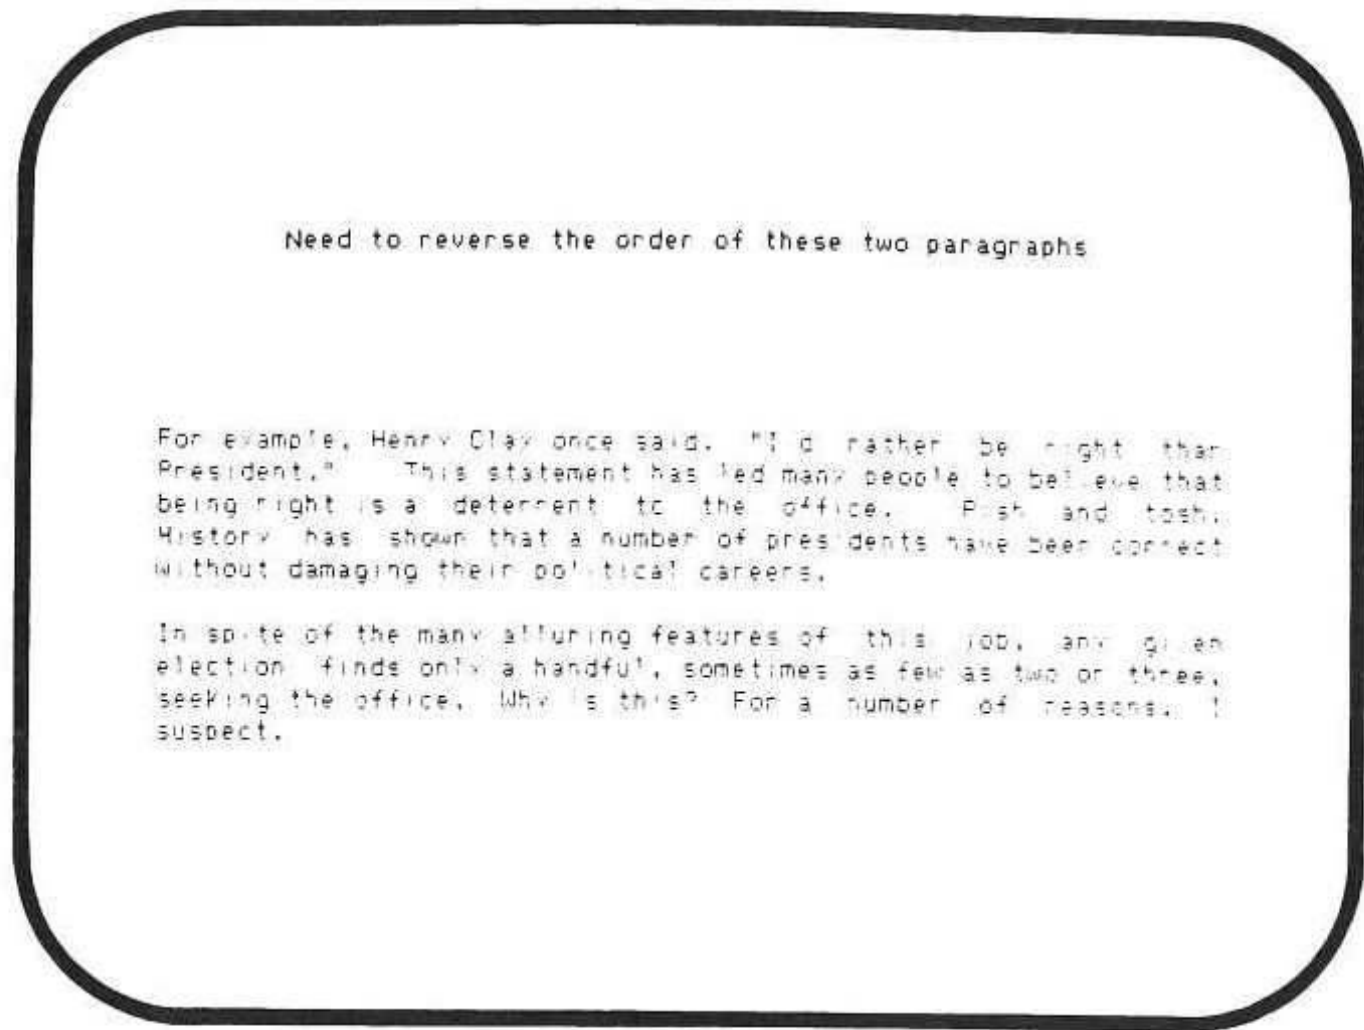 Need to reverse the order of these two paragraphs
For example, Henry Clay once said, "I'd rather be right than
President." This statement has led many people to believe that
being right is a deterrent to the office. Pish and tosh.
History has shown that a number of presidents have been correct
without damaging their political careers.
In spite of the many alluring features of this job, any given
election finds only a handful, sometimes as few as two or three,
seeking the office. Why is this? For a number of reasons, I
suspect.